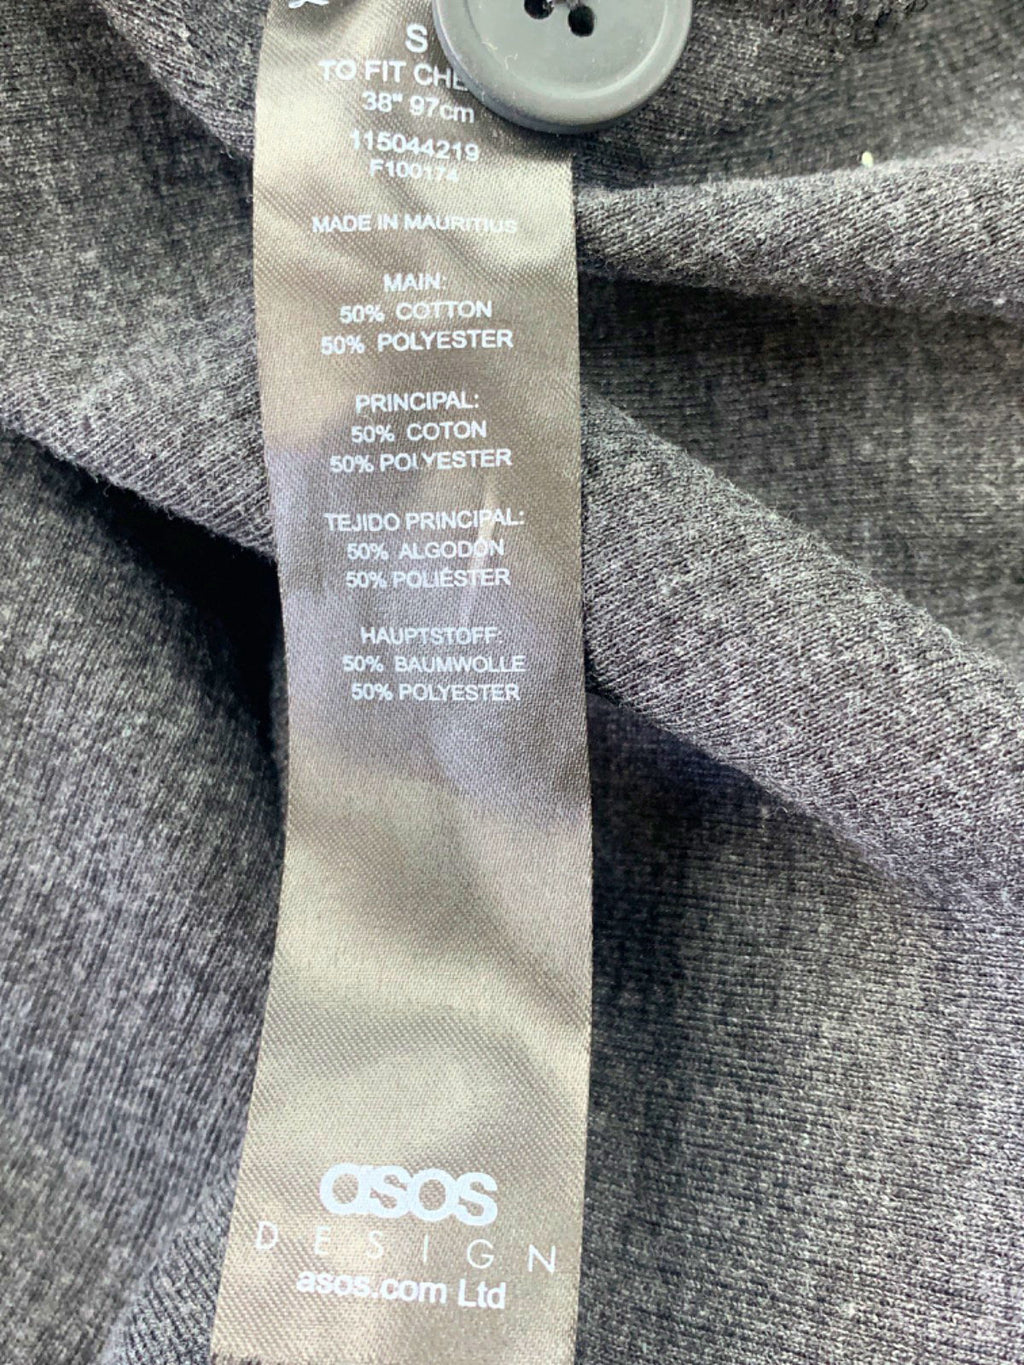 S
TO FIT
38" 97cm
115044219
F100174
MADE IN MAURITIUS
MAIN:
50% COTTON
50% POLYESTER
PRINCIPAL:
50% COTON
50% POLYESTER
TEJIDO PRINCIPAL:
50% ALGODÓN
50% POLIÉSTER
HAUPTSTOFF
50% BAUMWOLLE
50% POLYESTER
asos
DESIGN
asos.com Ltd